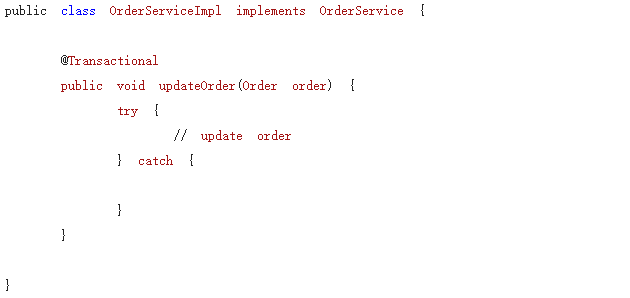 public class OrderServiceImpl implements OrderService {
@Transactional
public void updateOrder(Order order) {
try {
// update order
} catch {
}
}
}